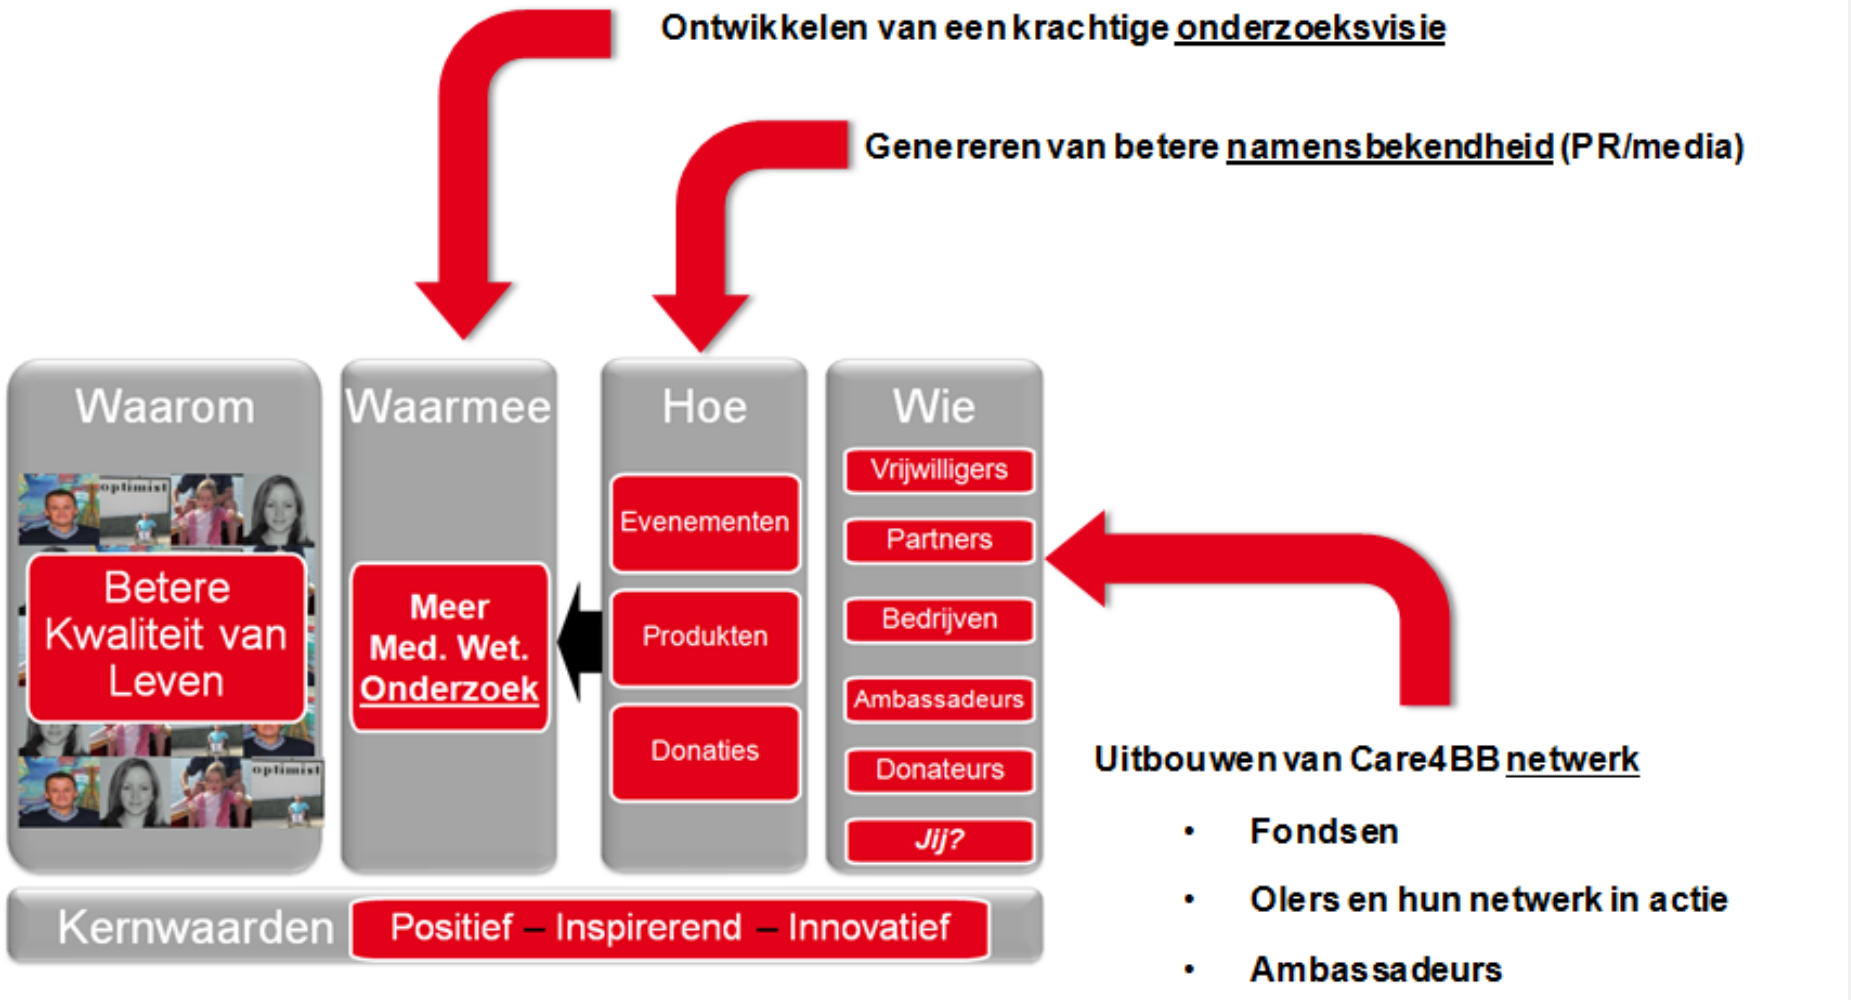 Ontwikkelen van een krachtige onderzoeksvisie
Genereren van betere namensbekendheid (PR/media)
Waarom
optimist
Betere
Kwaliteit van
Leven
optimist
Waarmee
Meer
Med. Wet.
Onderzoek
Hoe
Evenementen
Produkten
Donaties
Wie
Vrijwilligers
Partners
Bedrijven
Ambassadeurs
Donateurs
Jij?
Kernwaarden
Positief – Inspirerend – Innovatief
Uitbouwen van Care4BB netwerk
• Fondsen
• Olers en hun netwerk in actie
• Ambassadeurs